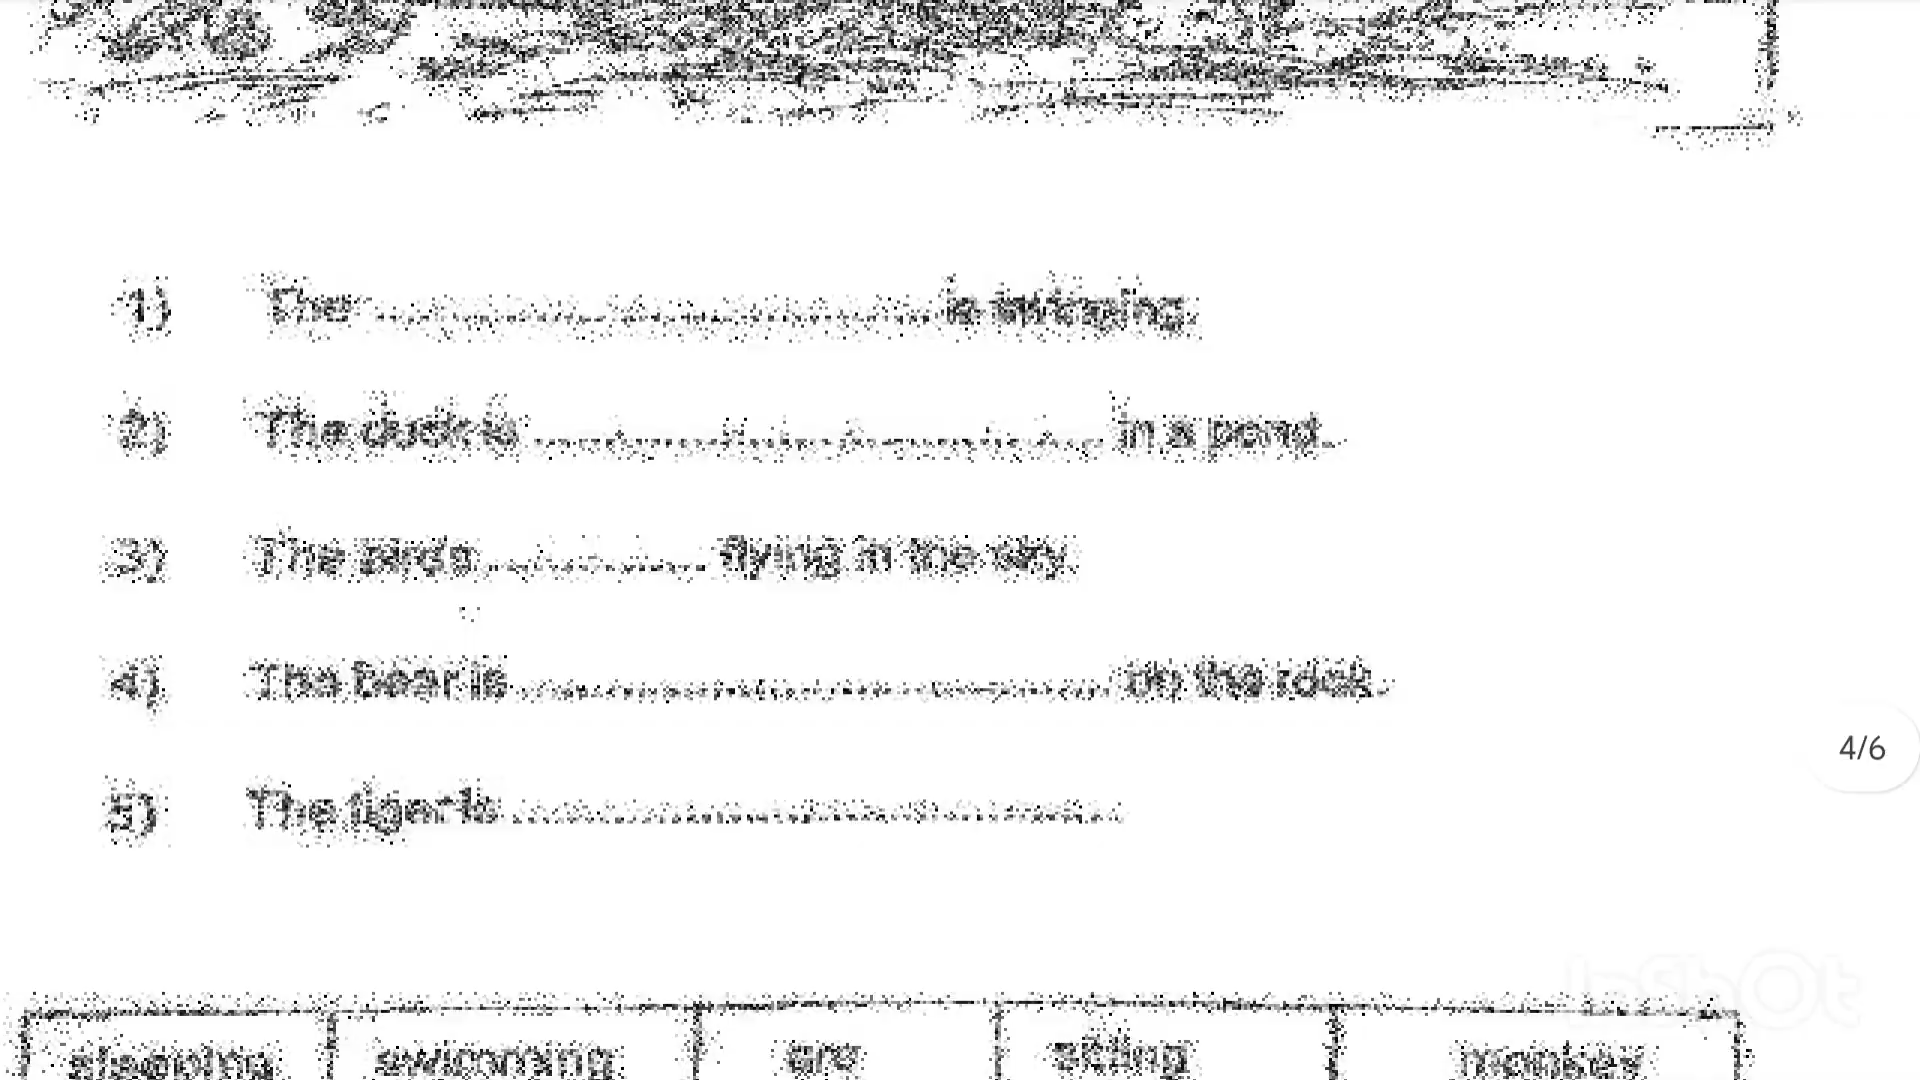 1) The ........................ is swinging.
2) The duck is ........................ in a pond.
3) The birds ............ flying in the sky.
4) The bear is ........................ on the rock.
5) The tiger is ........................
4/6
InShOt
sleeping swimming are sitting monkey